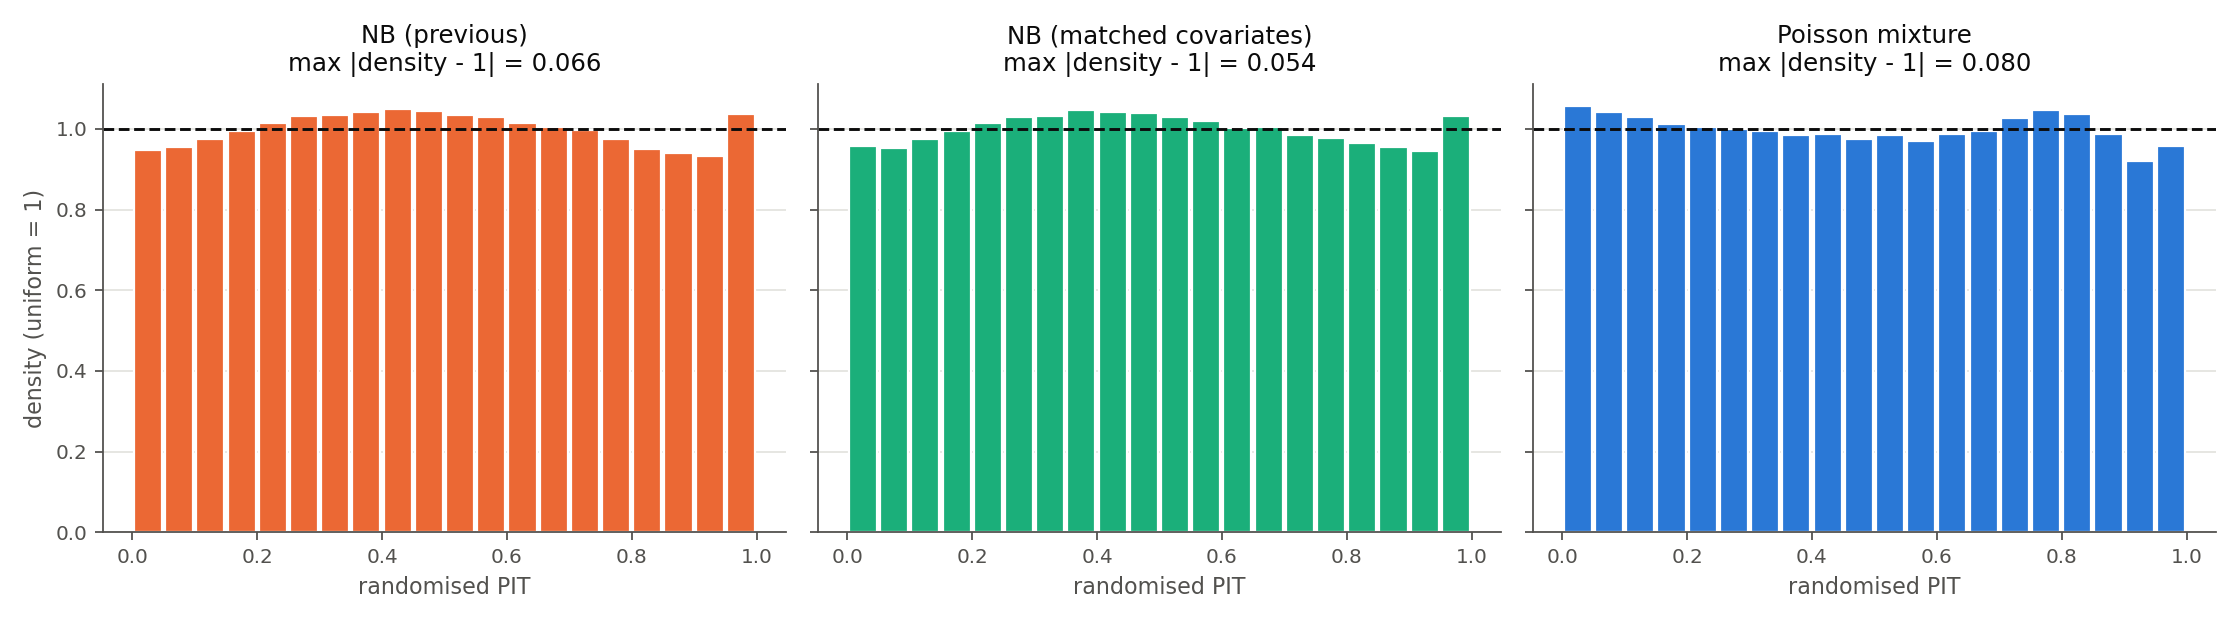 NB (previous)
max |density - 1| = 0.066
NB (matched covariates)
max |density - 1| = 0.054
Poisson mixture
max |density - 1| = 0.080
density (uniform = 1)
1.0
0.8
0.6
0.4
0.2
0.0
0.0 0.2 0.4 0.6 0.8 1.0
randomised PIT
0.0 0.2 0.4 0.6 0.8 1.0
randomised PIT
0.0 0.2 0.4 0.6 0.8 1.0
randomised PIT